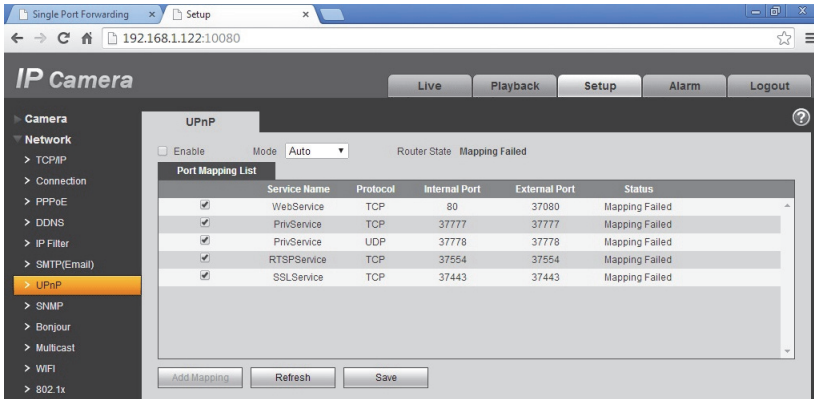 Single Port Forwarding
Setup
192.168.1.122:10080
IP Camera
Live Playback Setup Alarm Logout
Camera
Network
> TCP/IP
> Connection
> PPPoE
> DDNS
> IP Filter
> SMTP(Email)
> UPnP
> SNMP
> Bonjour
> Multicast
> WIFI
> 802.1x
UPnP
Enable Mode Auto Router State Mapping Failed
Port Mapping List
Service Name Protocol Internal Port External Port Status
WebService TCP 80 37080 Mapping Failed
PrivService TCP 37777 37777 Mapping Failed
PrivService UDP 37778 37778 Mapping Failed
RTSPService TCP 37554 37554 Mapping Failed
SSLService TCP 37443 37443 Mapping Failed
Add Mapping Refresh Save